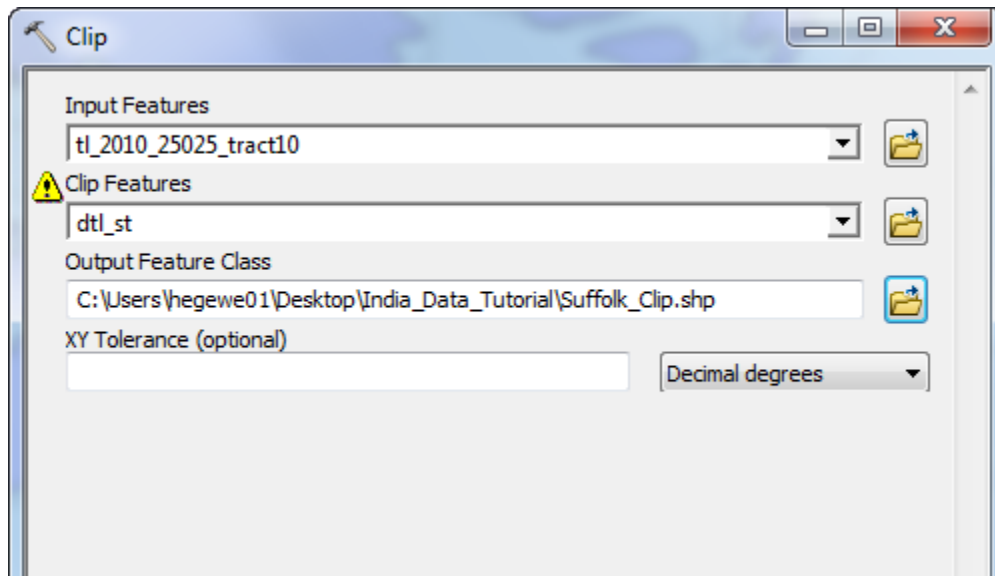 Clip
Input Features
tl_2010_25025_tract10
Clip Features
dtl_st
Output Feature Class
C:\Users\hegewe01\Desktop\India_Data_Tutorial\Suffolk_Clip.shp
XY Tolerance (optional)
Decimal degrees